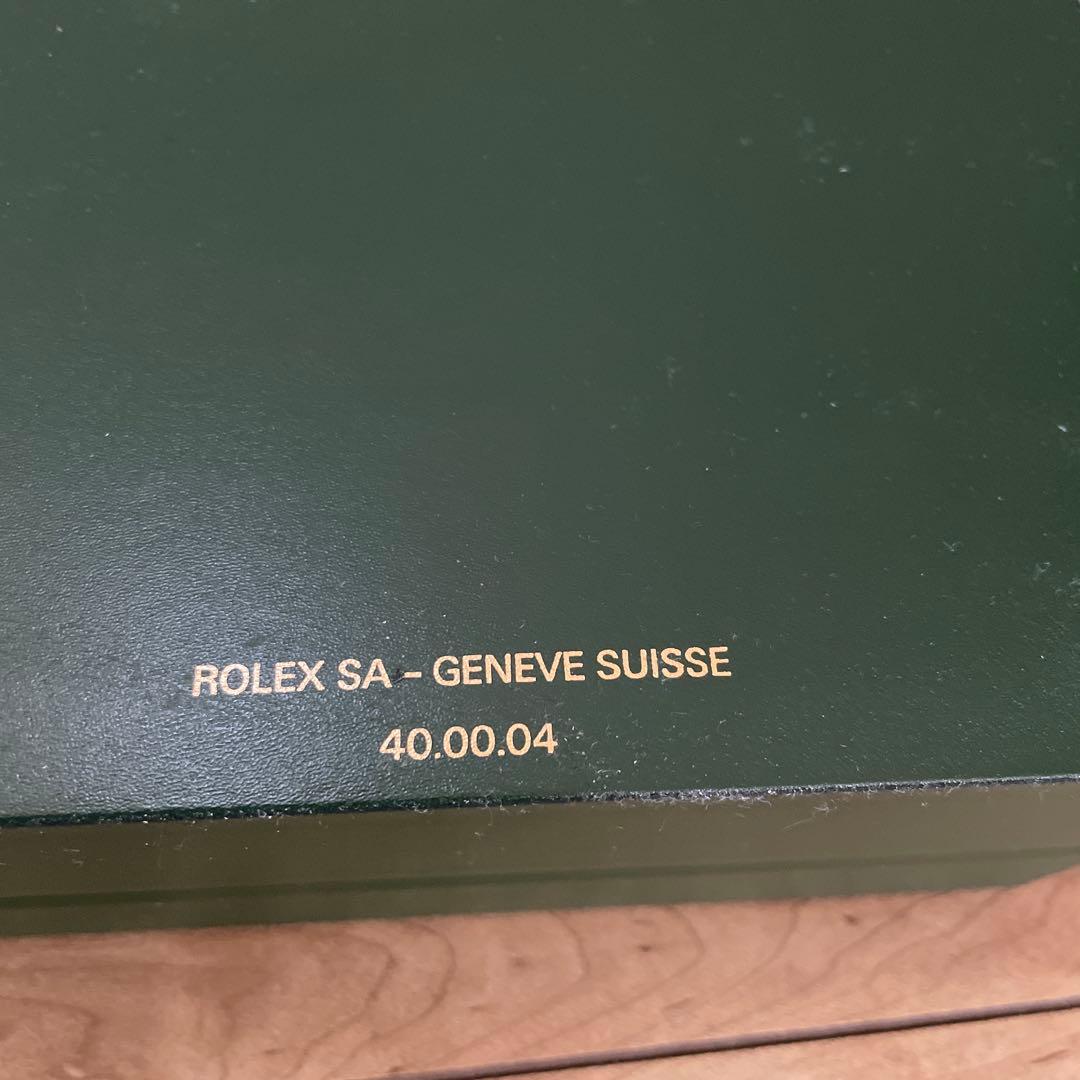 ROLEX SA - GENEVE SUISSE
40.00.04